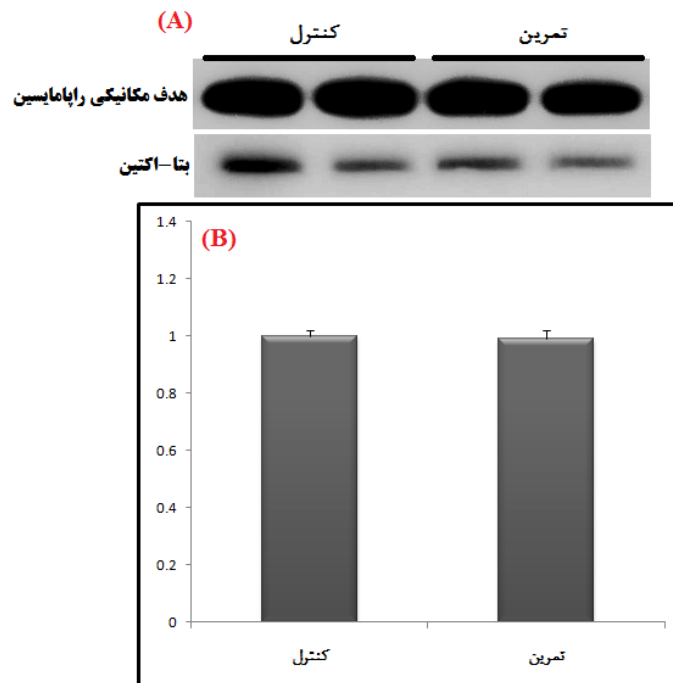 (A)
کنترل
تمرین
هدف مکانیکی راپامایسین
بتا-اکتین
(B)
1.4
1.2
1
0.8
0.6
0.4
0.2
0
کنترل
تمرین